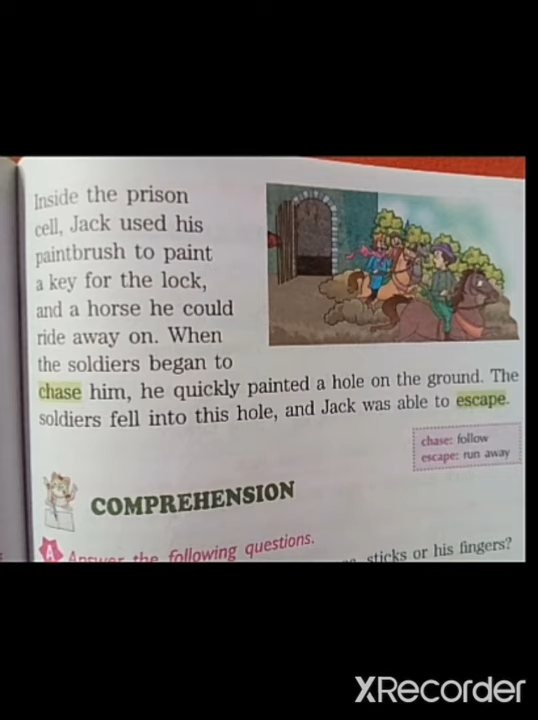 Inside the prison
cell, Jack used his
paintbrush to paint
a key for the lock,
and a horse he could
ride away on. When
the soldiers began to
chase him, he quickly painted a hole on the ground. The
soldiers fell into this hole, and Jack was able to escape.
chase: follow
escape: run away
COMPREHENSION
A Answer the following questions.
sticks or his fingers?
XRecorder